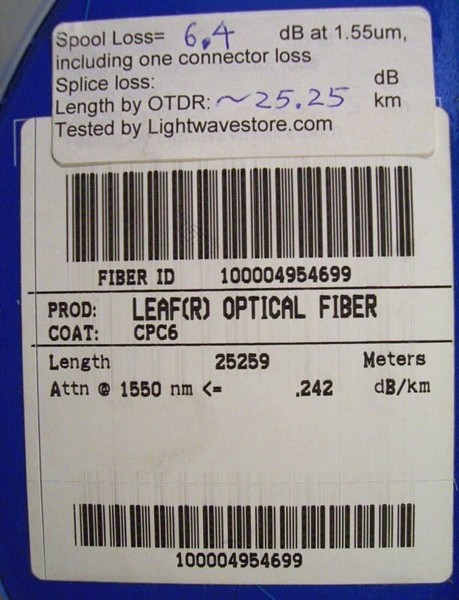 Spool Loss= 6.4 dB at 1.55um,
including one connector loss
Splice loss: dB
Length by OTDR: ~25.25 km
Tested by Lightwavestore.com
FIBER ID 100004954699
PROD: LEAF(R) OPTICAL FIBER
COAT: CPC6
Length 25259 Meters
Attn @ 1550 nm <= .242 dB/km
100004954699